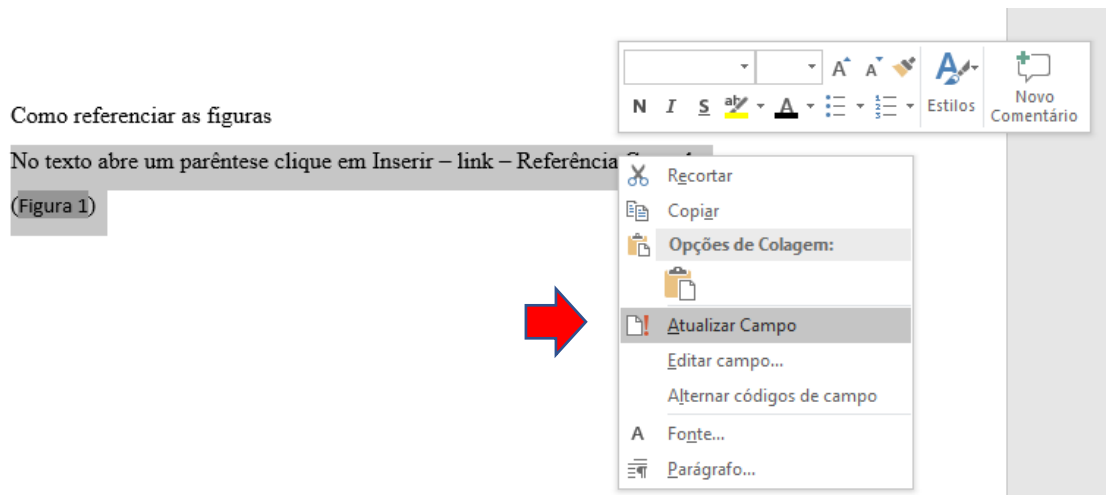 Como referenciar as figuras
No texto abre um parêntese clique em Inserir – link – Referência
(Figura 1)
A A
N I S ab A
Estilos
Novo
Comentário
Recortar
Copiar
Opções de Colagem:
Atualizar Campo
Editar campo...
Alternar códigos de campo
A Fonte...
Parágrafo...